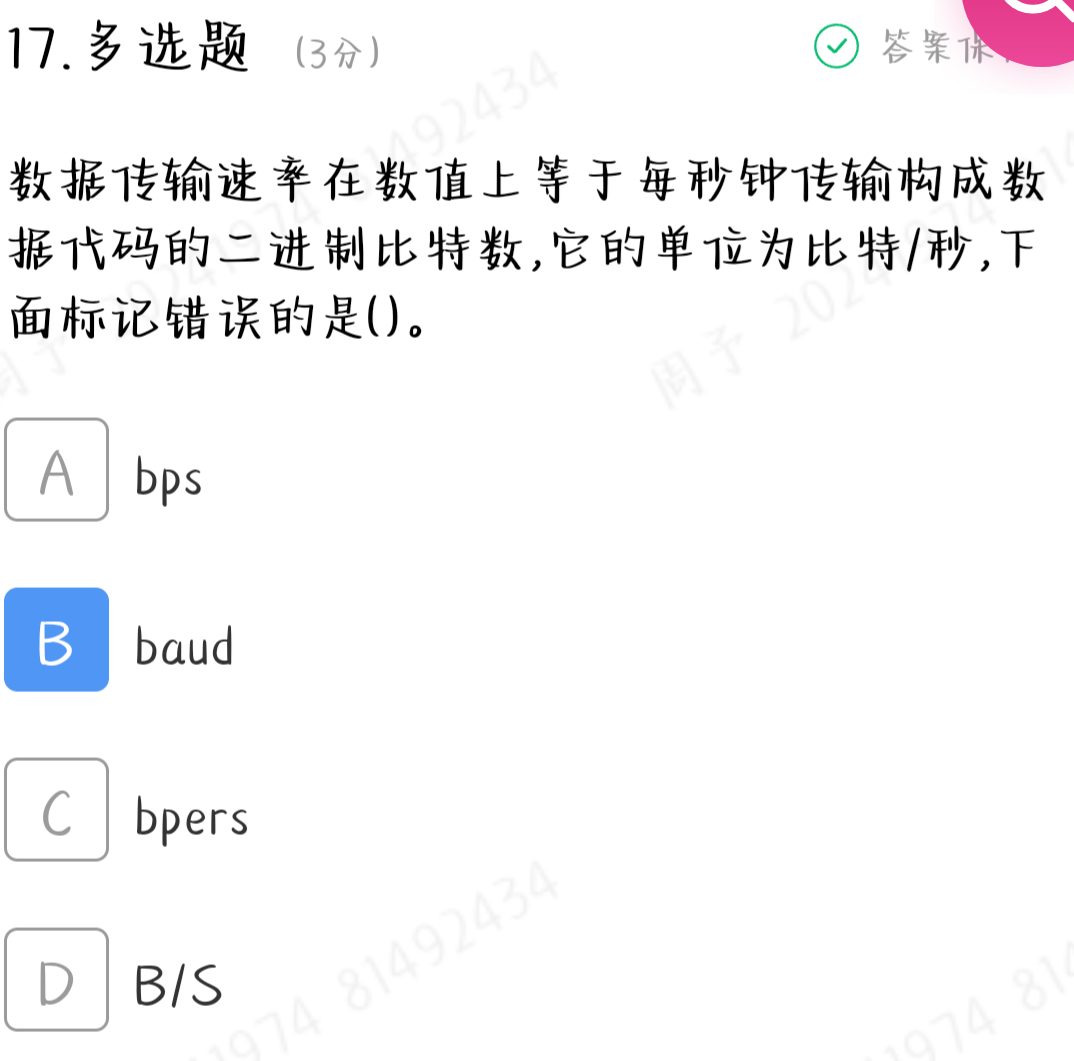 17.多选题 (3分) 答案保
数据传输速率在数值上等于每秒钟传输构成数
据代码的二进制比特数,它的单位为比特/秒,下
面标记错误的是()。
A bps
B baud
C bpers
D B/S